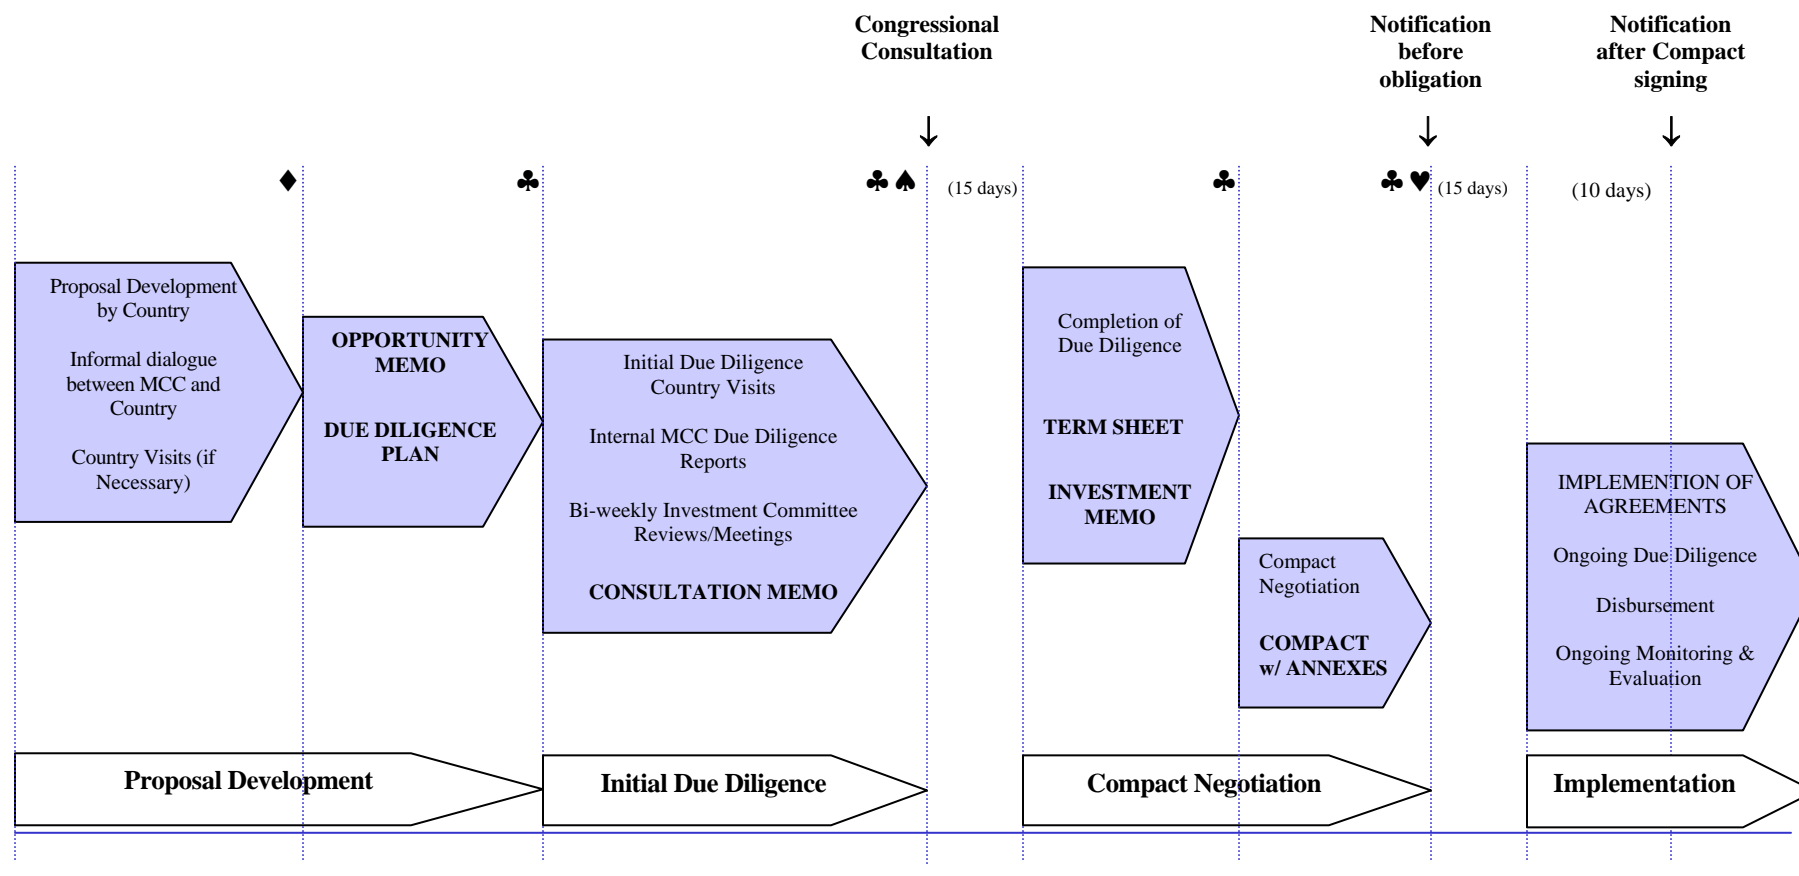 Congressional
Consultation
Notification
before
obligation
Notification
after Compact
signing
↓
↓
↓
♦
♣
♣ ♠
(15 days)
♣
♣ ♥
(15 days)
(10 days)
Proposal Development
by Country
Informal dialogue
between MCC and
Country
Country Visits (if
Necessary)
OPPORTUNITY
MEMO
DUE DILIGENCE
PLAN
Initial Due Diligence
Country Visits
Internal MCC Due Diligence
Reports
Bi-weekly Investment Committee
Reviews/Meetings
CONSULTATION MEMO
Completion of
Due Diligence
TERM SHEET
INVESTMENT
MEMO
Compact
Negotiation
COMPACT
w/ ANNEXES
IMPLEMENTION OF
AGREEMENTS
Ongoing Due Diligence
Disbursement
Ongoing Monitoring &
Evaluation
Proposal Development
Initial Due Diligence
Compact Negotiation
Implementation